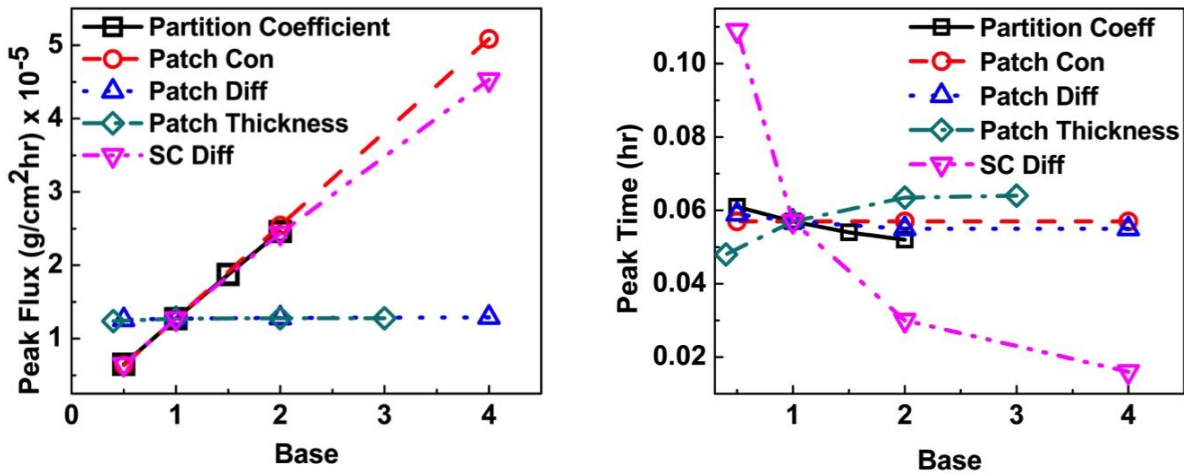 Peak Flux (g/cm²hr) x 10⁻⁵
5
4
3
2
1
Partition Coefficient
Patch Con
Patch Diff
Patch Thickness
SC Diff
0 1 2 3 4
Base
Peak Time (hr)
0.10
0.08
0.06
0.04
0.02
Partition Coeff
Patch Con
Patch Diff
Patch Thickness
SC Diff
1 2 3 4
Base